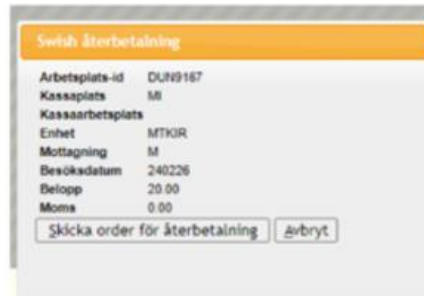 Swish återbetalning
Arbetsplats-id DUN9167
Kassaplats MI
Kassaarbetsplats
Enhet MTKIR
Mottagning M
Besöksdatum 240226
Belopp 20.00
Moms 0.00
Skicka order för återbetalning Avbryt